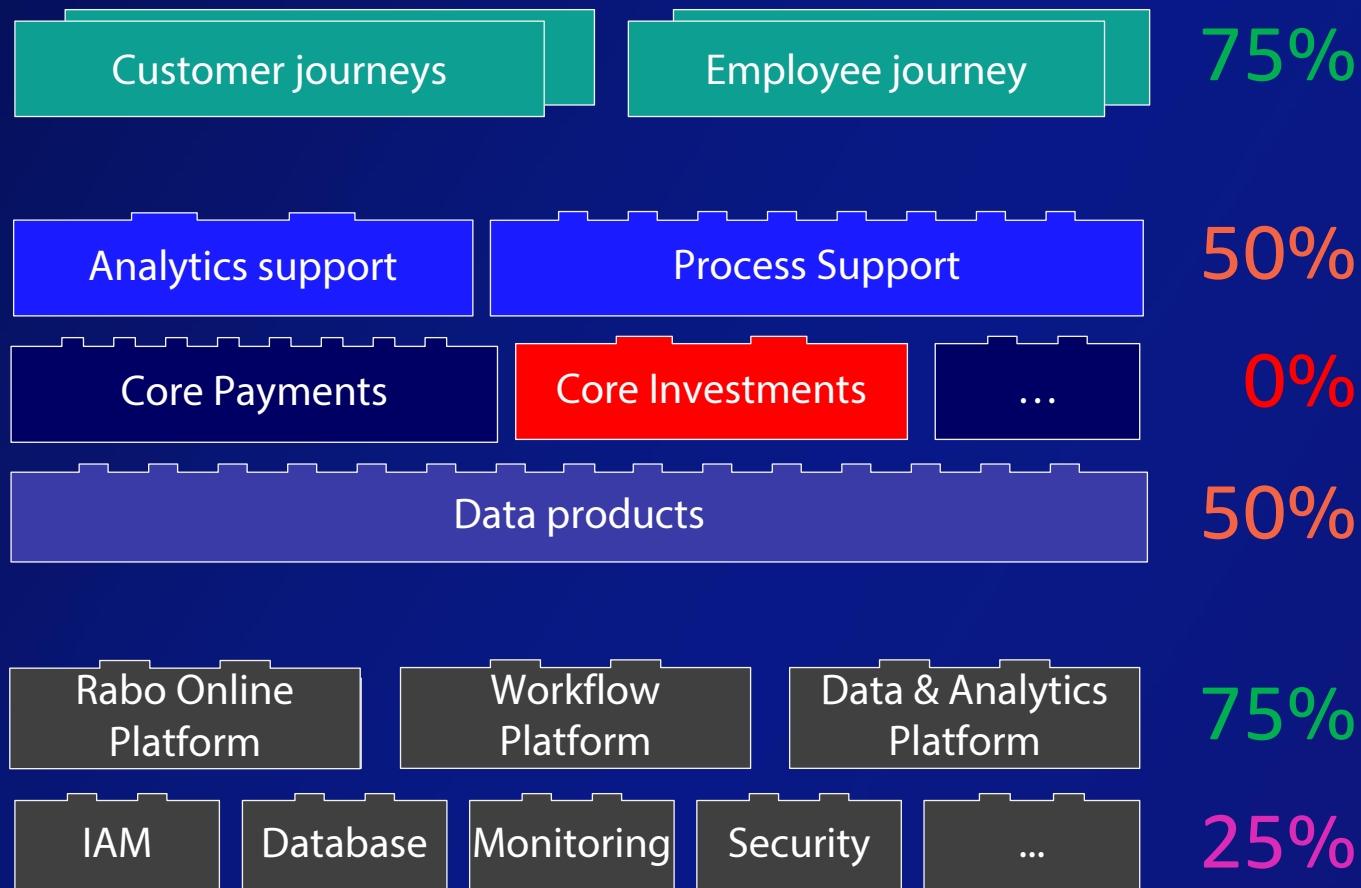 Customer journeys
Employee journey
75%
Analytics support
Process Support
50%
Core Payments
Core Investments
…
0%
Data products
50%
Rabo Online
Platform
Workflow
Platform
Data & Analytics
Platform
75%
IAM
Database
Monitoring
Security
...
25%